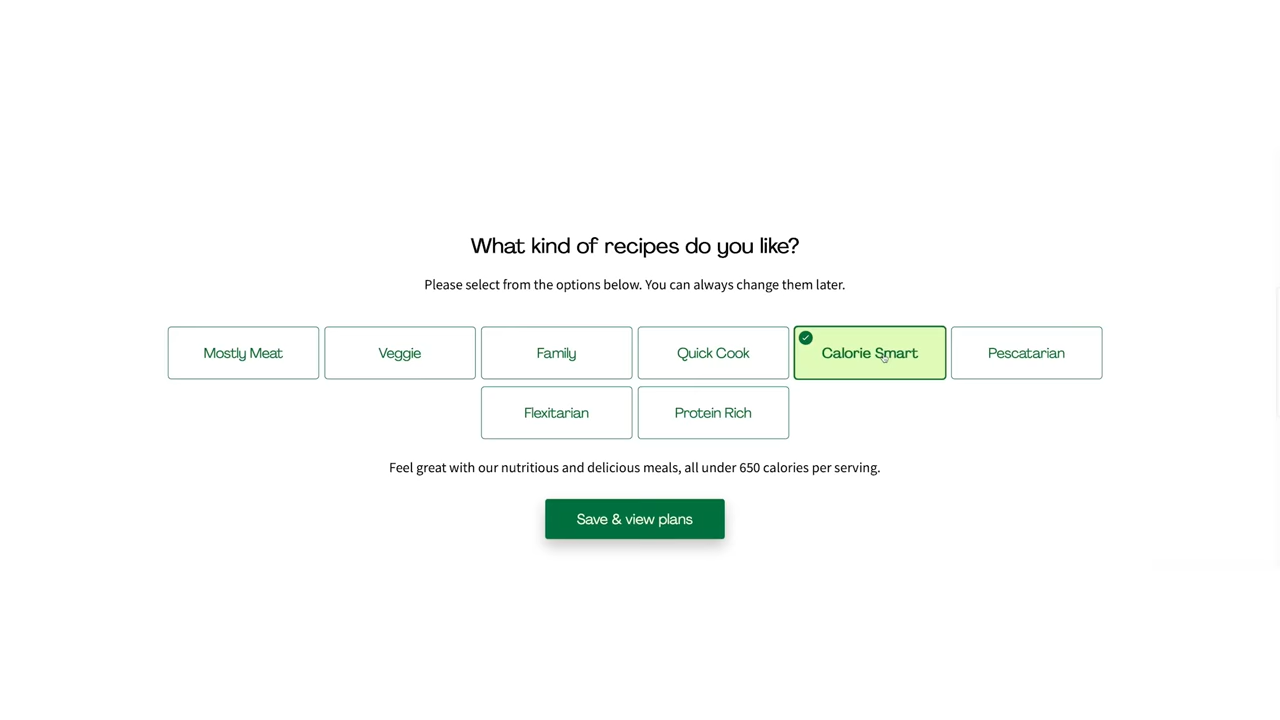 What kind of recipes do you like?
Please select from the options below. You can always change them later.
Mostly Meat
Veggie
Family
Quick Cook
Calorie Smart
Pescatarian
Flexitarian
Protein Rich
Feel great with our nutritious and delicious meals, all under 650 calories per serving.
Save & view plans